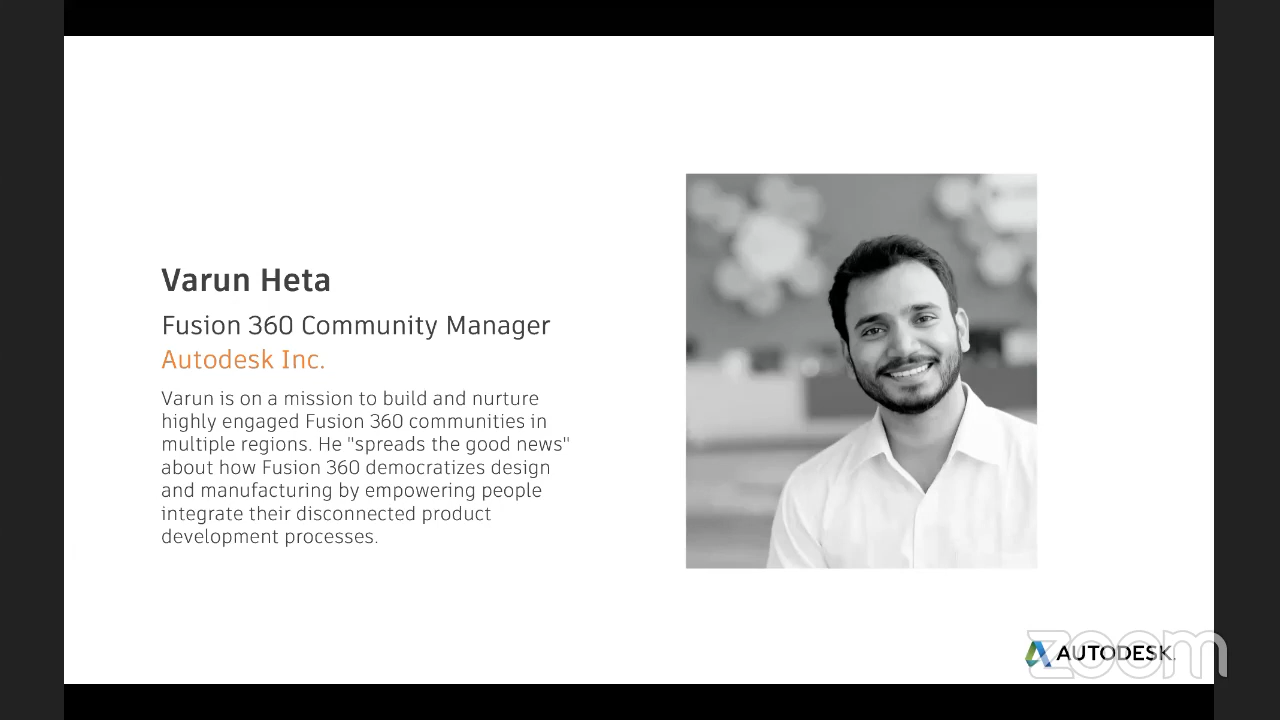 Varun Heta
Fusion 360 Community Manager
Autodesk Inc.
Varun is on a mission to build and nurture
highly engaged Fusion 360 communities in
multiple regions. He "spreads the good news"
about how Fusion 360 democratizes design
and manufacturing by empowering people
integrate their disconnected product
development processes.
AUTODESK.
zoom